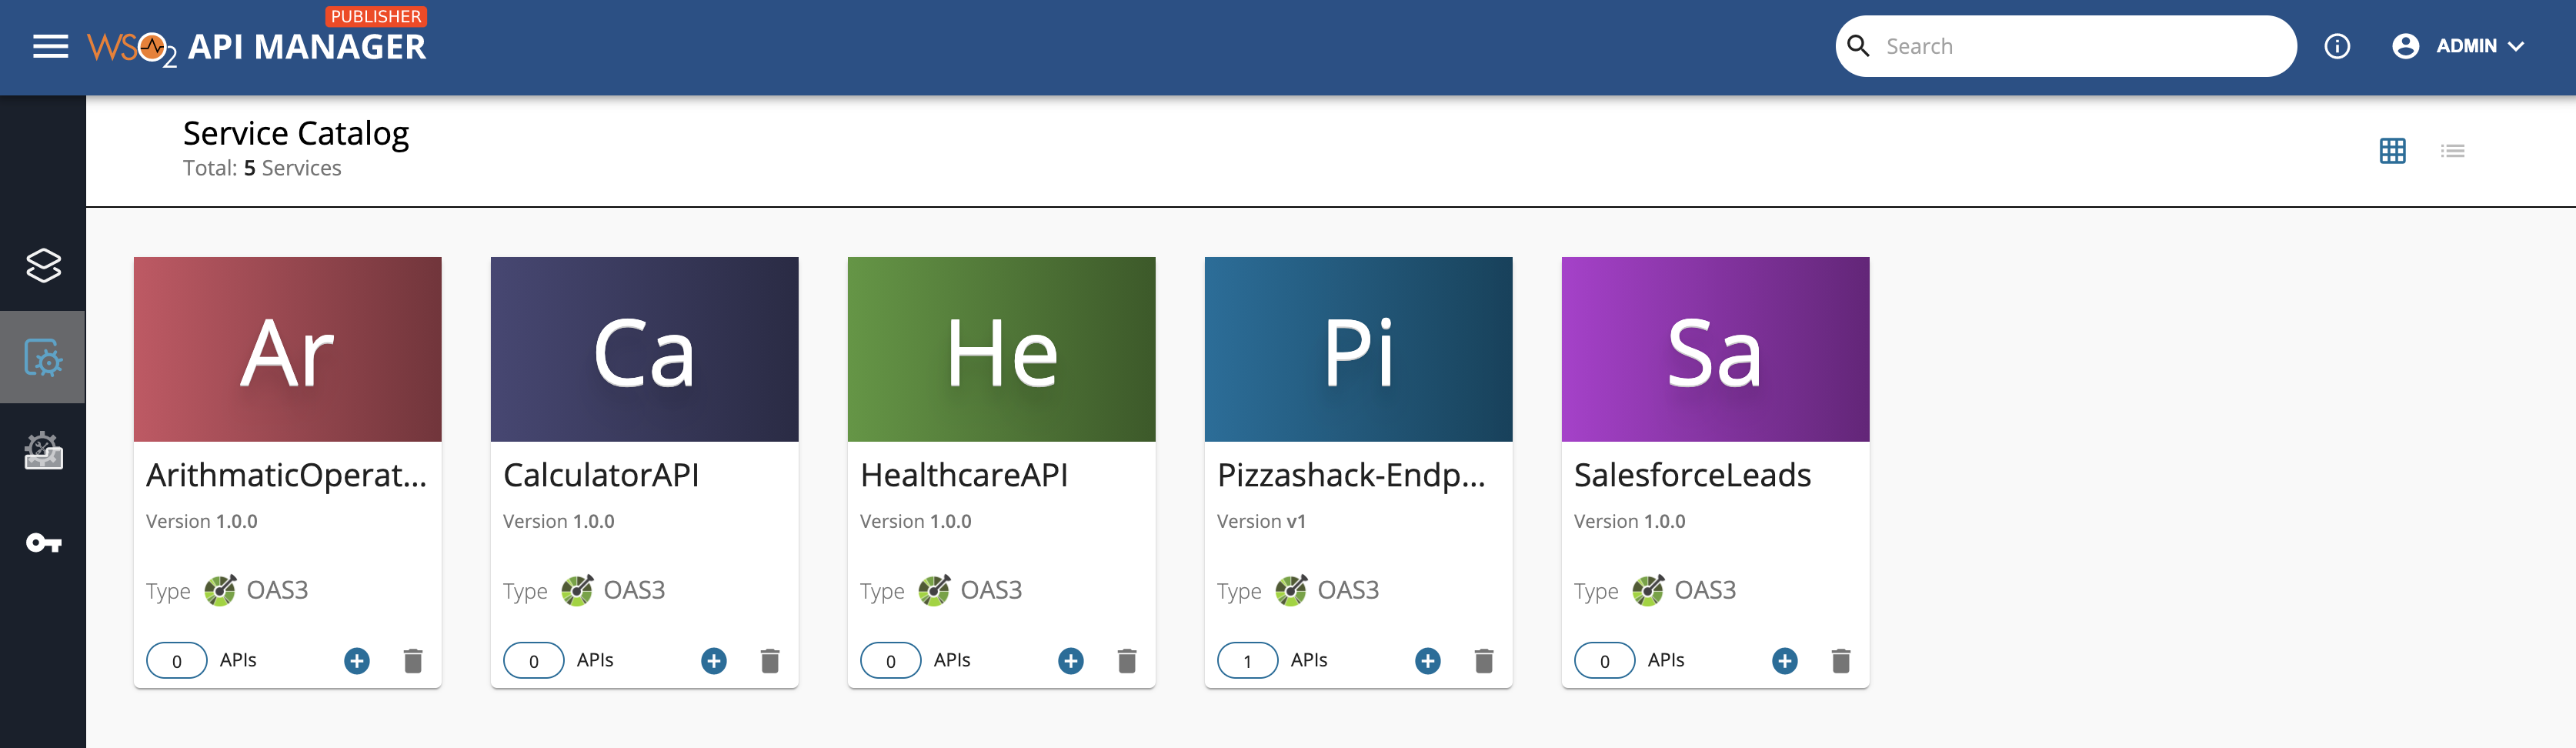 PUBLISHER
WSO2 API MANAGER
Search
ADMIN
Service Catalog
Total: 5 Services
Ar
Ca
He
Pi
Sa
ArithmaticOperat...
CalculatorAPI
HealthcareAPI
Pizzashack-Endp...
SalesforceLeads
Version 1.0.0
Version 1.0.0
Version 1.0.0
Version v1
Version 1.0.0
Type OAS3
Type OAS3
Type OAS3
Type OAS3
Type OAS3
0 APIs
0 APIs
0 APIs
1 APIs
0 APIs